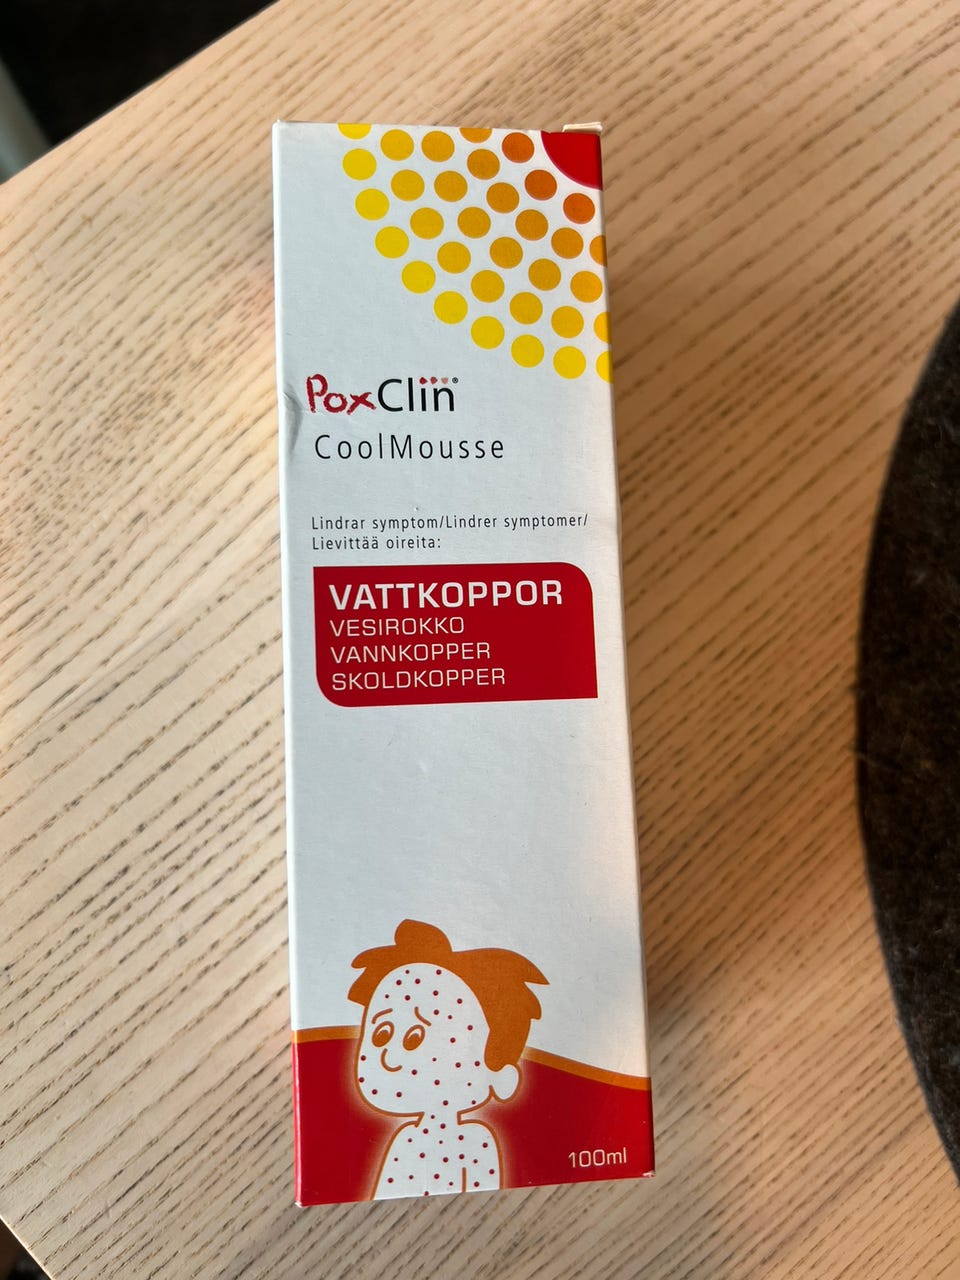 PoxClin®
CoolMousse
Lindrar symptom/Lindrer symptomer/
Lievittää oireita:
VATTKOPPOR
VESIROKKO
VANNKOPPER
SKOLDKOPPER
100ml